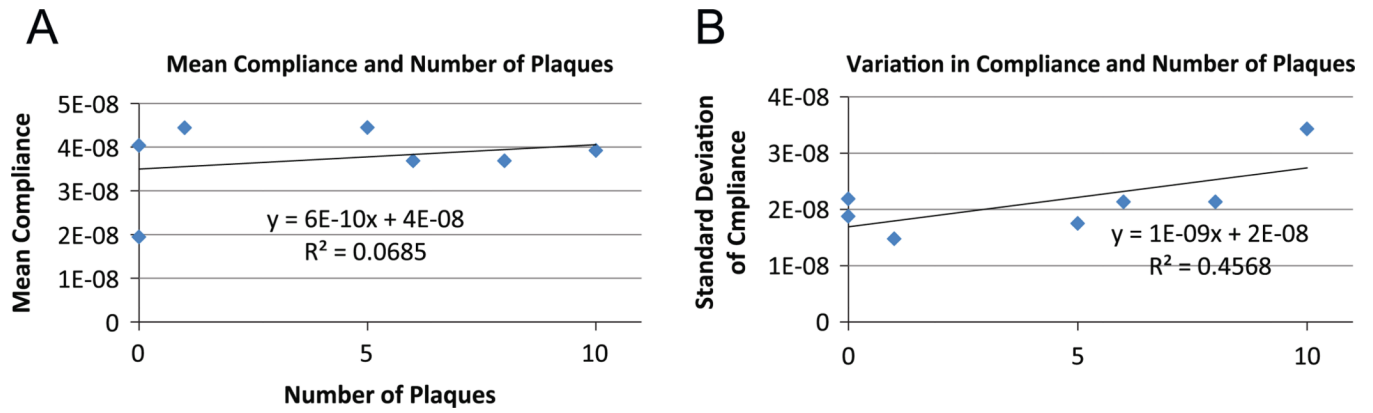 A
Mean Compliance and Number of Plaques
Mean Compliance
5E-08
4E-08
3E-08
2E-08
1E-08
0
y = 6E-10x + 4E-08
R² = 0.0685
0 5 10
Number of Plaques
B
Variation in Compliance and Number of Plaques
Standard Deviation
of Cmpliance
4E-08
3E-08
2E-08
1E-08
0
y = 1E-09x + 2E-08
R² = 0.4568
0 5 10